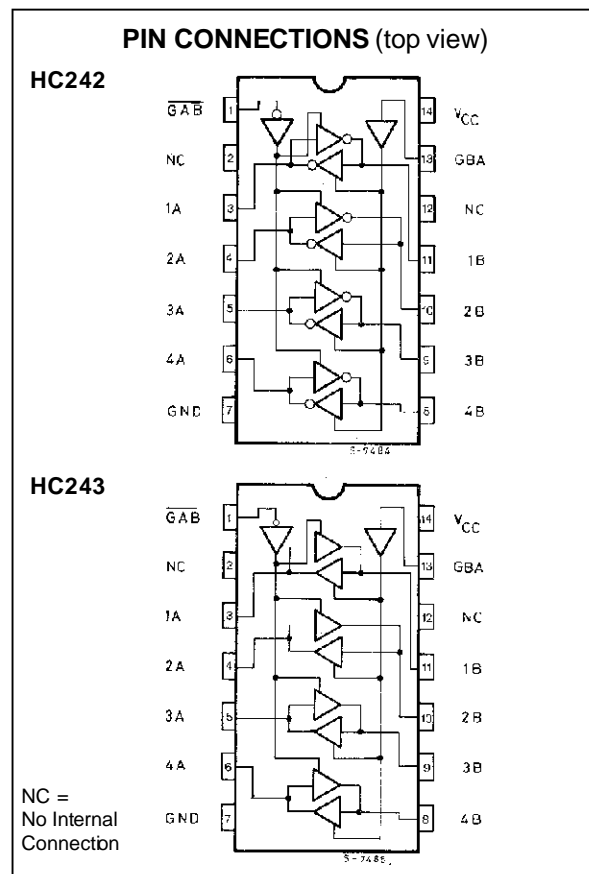 PIN CONNECTIONS (top view)
HC242
GAB 1 14 VCC
NC 2 13 GBA
1A 3 12 NC
2A 4 11 1B
3A 5 10 2B
4A 6 9 3B
GND 7 8 4B
S-7484
HC243
GAB 1 14 VCC
NC 2 13 GBA
1A 3 12 NC
2A 4 11 1B
3A 5 10 2B
4A 6 9 3B
GND 7 8 4B
NC =
No Internal
Connection
S-7485